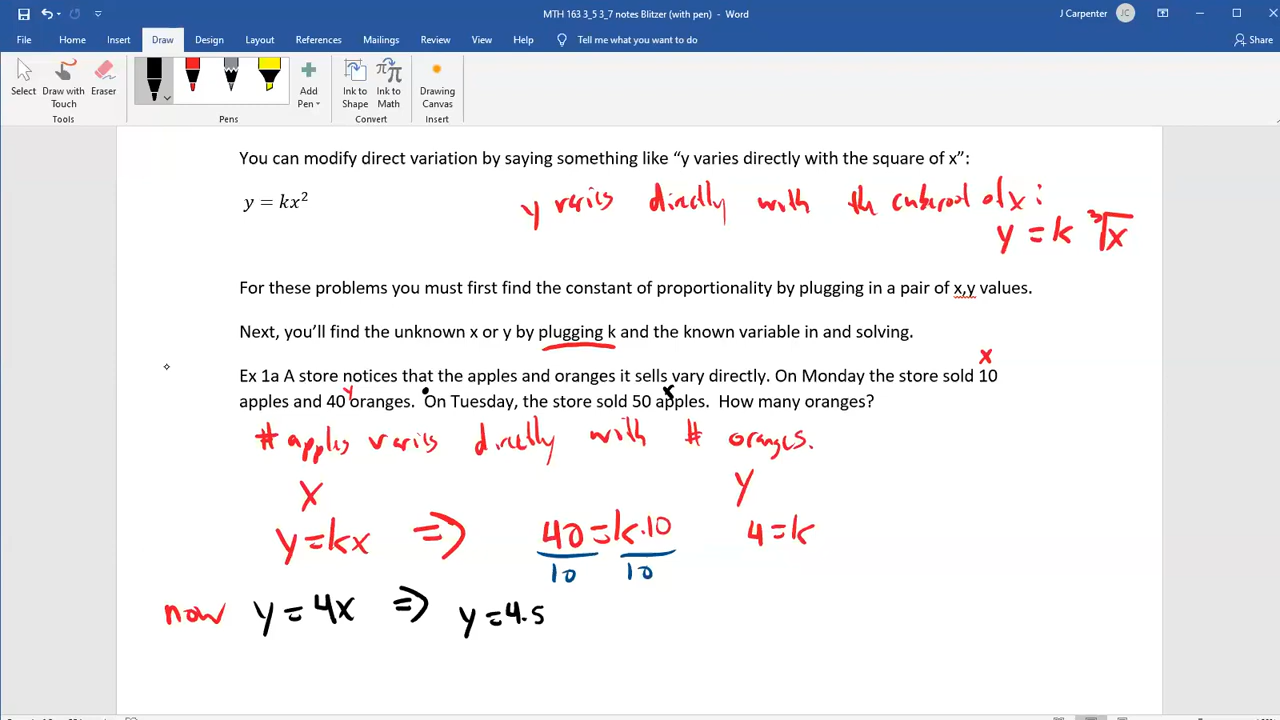 MTH 163 3_5 3_7 notes Blitzer (with pen) - Word
J Carpenter JC
File Home Insert Draw Design Layout References Mailings Review View Help Tell me what you want to do Share
Select Draw with Touch Eraser Add Pen Ink to Shape Ink to Math Drawing Canvas
Tools Pens Convert Insert
You can modify direct variation by saying something like “y varies directly with the square of x”:
y = kx²
y varies directly with the cuberoot of x :
y = k ∛x
For these problems you must first find the constant of proportionality by plugging in a pair of x,y values.
Next, you’ll find the unknown x or y by plugging k and the known variable in and solving.
x
Ex 1a A store notices that the apples and oranges it sells vary directly. On Monday the store sold 10
y x
apples and 40 oranges. On Tuesday, the store sold 50 apples. How many oranges?
# apples varies directly with # oranges.
x y
y = kx => 40 = k·10 4 = k
10 10
now y = 4x => y = 4·5